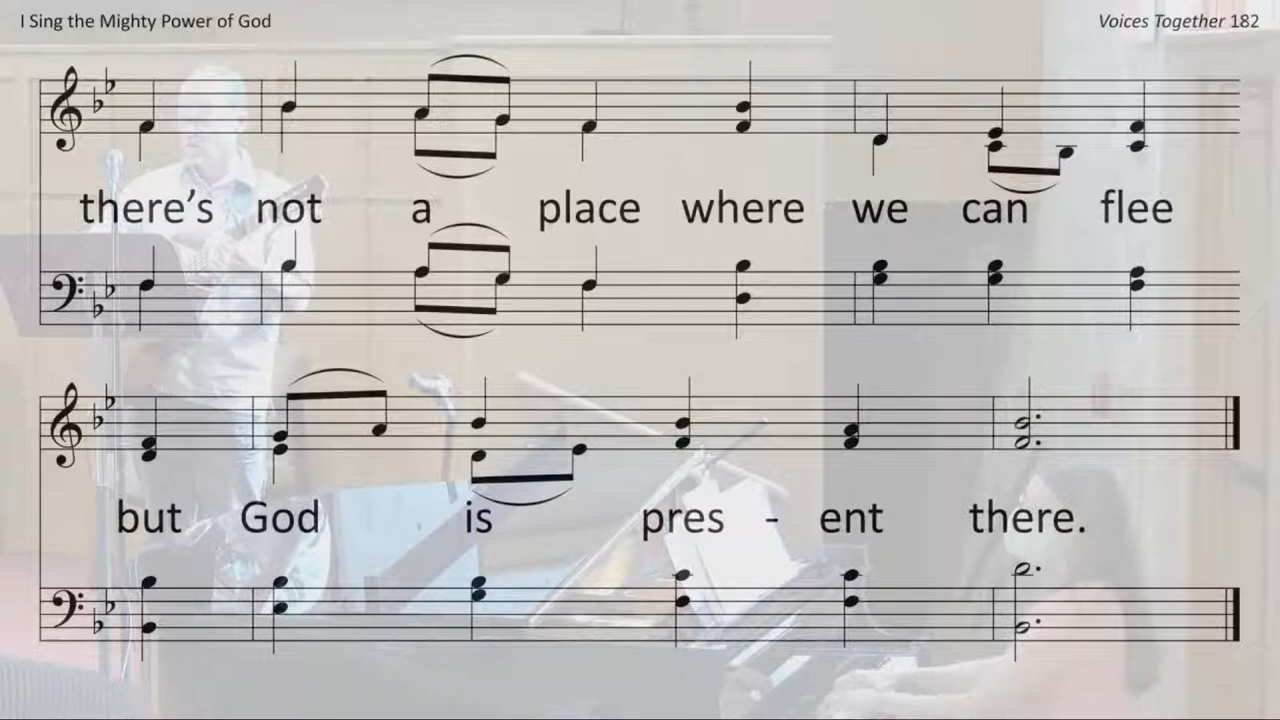 I Sing the Mighty Power of God
Voices Together 182
there's not a place where we can flee
but God is pres - ent there.